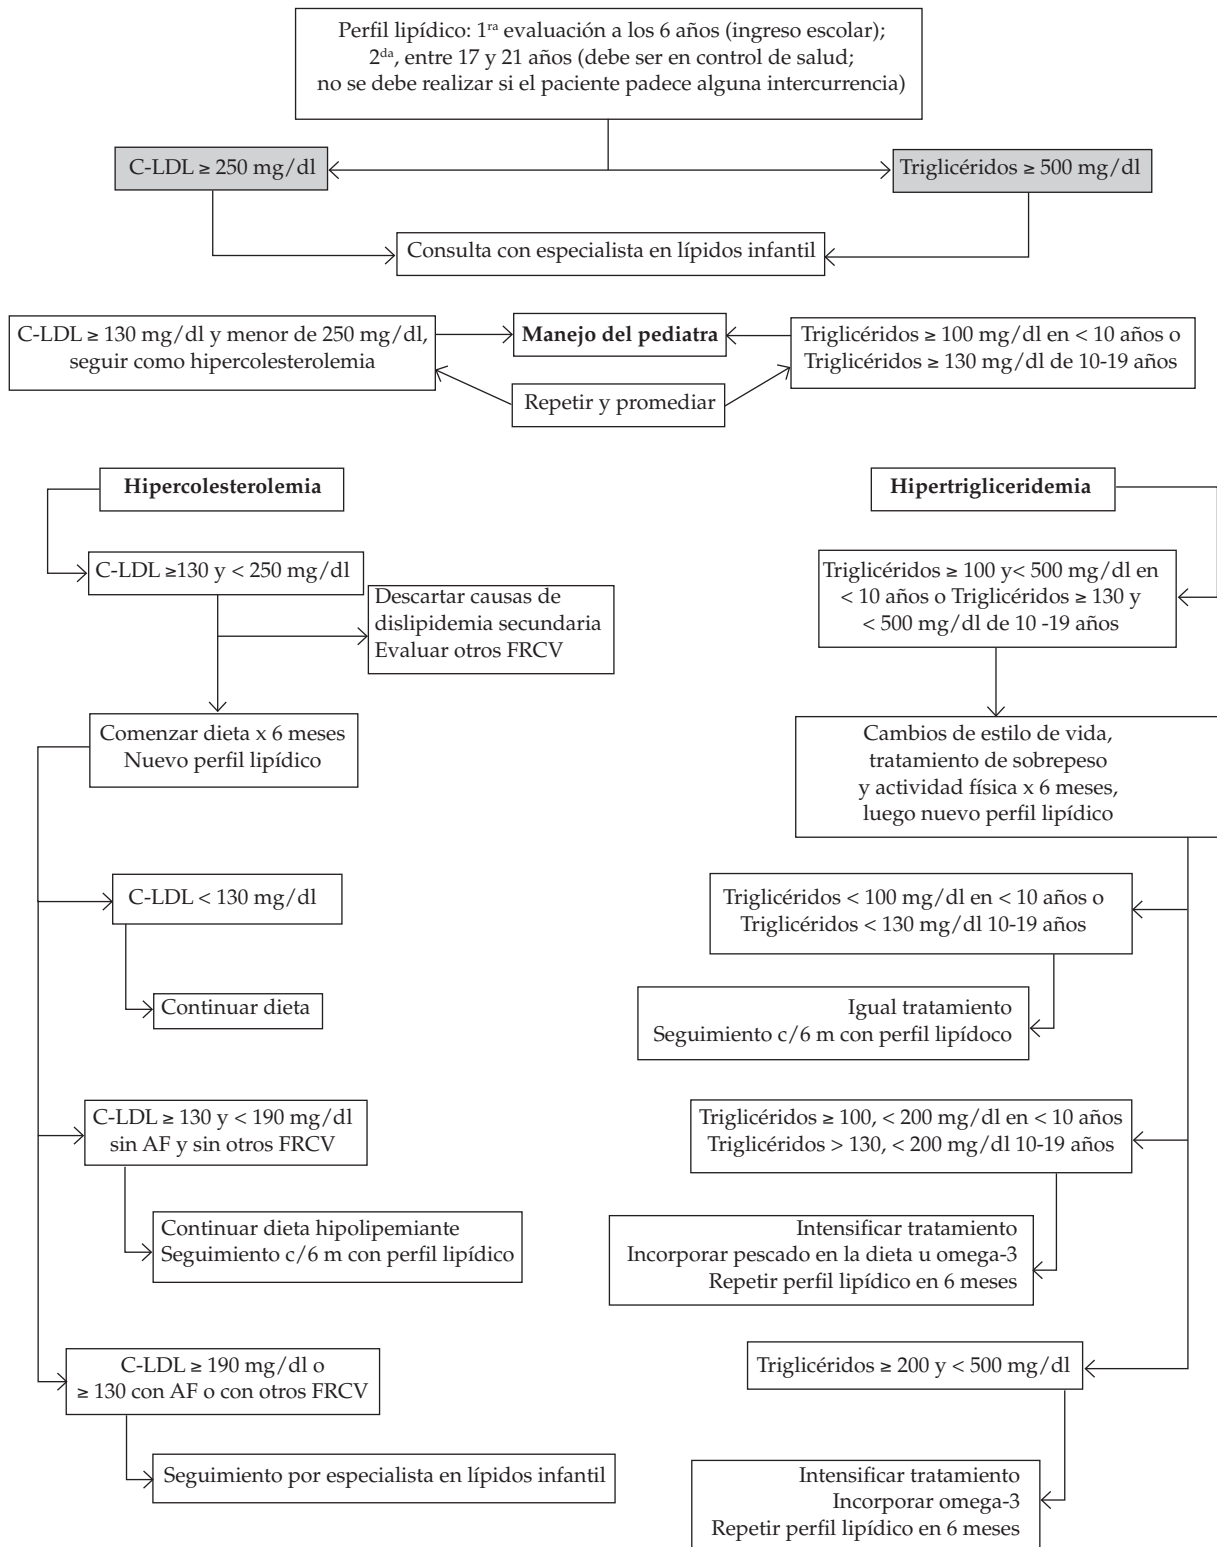 Perfil lipídico: 1ra evaluación a los 6 años (ingreso escolar);
2da, entre 17 y 21 años (debe ser en control de salud;
no se debe realizar si el paciente padece alguna intercurrencia)
C-LDL ≥ 250 mg/dl
Triglicéridos ≥ 500 mg/dl
Consulta con especialista en lípidos infantil
C-LDL ≥ 130 mg/dl y menor de 250 mg/dl,
seguir como hipercolesterolemia
Manejo del pediatra
Triglicéridos ≥ 100 mg/dl en < 10 años o
Triglicéridos ≥ 130 mg/dl de 10-19 años
Repetir y promediar
Hipercolesterolemia
C-LDL ≥130 y < 250 mg/dl
Descartar causas de
dislipidemia secundaria
Evaluar otros FRCV
Comenzar dieta x 6 meses
Nuevo perfil lipídico
C-LDL < 130 mg/dl
Continuar dieta
C-LDL ≥ 130 y < 190 mg/dl
sin AF y sin otros FRCV
Continuar dieta hipolipemiante
Seguimiento c/6 m con perfil lipídico
C-LDL ≥ 190 mg/dl o
≥ 130 con AF o con otros FRCV
Seguimiento por especialista en lípidos infantil
Hipertrigliceridemia
Triglicéridos ≥ 100 y< 500 mg/dl en
< 10 años o Triglicéridos ≥ 130 y
< 500 mg/dl de 10 -19 años
Cambios de estilo de vida,
tratamiento de sobrepeso
y actividad física x 6 meses,
luego nuevo perfil lipídico
Triglicéridos < 100 mg/dl en < 10 años o
Triglicéridos < 130 mg/dl 10-19 años
Igual tratamiento
Seguimiento c/6 m con perfil lipídoco
Triglicéridos ≥ 100, < 200 mg/dl en < 10 años
Triglicéridos > 130, < 200 mg/dl 10-19 años
Intensificar tratamiento
Incorporar pescado en la dieta u omega-3
Repetir perfil lipídico en 6 meses
Triglicéridos ≥ 200 y < 500 mg/dl
Intensificar tratamiento
Incorporar omega-3
Repetir perfil lipídico en 6 meses